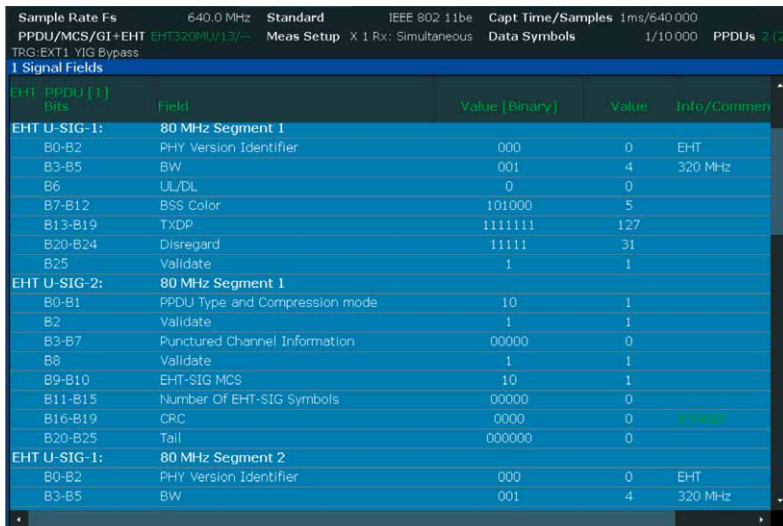 Sample Rate Fs 640.0 MHz Standard IEEE 802 11be Capt Time/Samples 1ms/640 000
PPDU/MCS/GI+EHT EHT320MU/13/-- Meas Setup X 1 Rx: Simultaneous Data Symbols 1/10 000 PPDUs 2 (2
TRG:EXT1 YIG Bypass
1 Signal Fields
EHT PPDU [1]
Bits Field Value [Binary] Value Info/Commen
EHT U-SIG-1: 80 MHz Segment 1
B0-B2 PHY Version Identifier 000 0 EHT
B3-B5 BW 001 4 320 MHz
B6 UL/DL 0 0
B7-B12 BSS Color 101000 5
B13-B19 TXDP 1111111 127
B20-B24 Disregard 11111 31
B25 Validate 1 1
EHT U-SIG-2: 80 MHz Segment 1
B0-B1 PPDU Type and Compression mode 10 1
B2 Validate 1 1
B3-B7 Punctured Channel Information 00000 0
B8 Validate 1 1
B9-B10 EHT-SIG MCS 10 1
B11-B15 Number Of EHT-SIG Symbols 00000 0
B16-B19 CRC 0000 0
B20-B25 Tail 000000 0
EHT U-SIG-1: 80 MHz Segment 2
B0-B2 PHY Version Identifier 000 0 EHT
B3-B5 BW 001 4 320 MHz